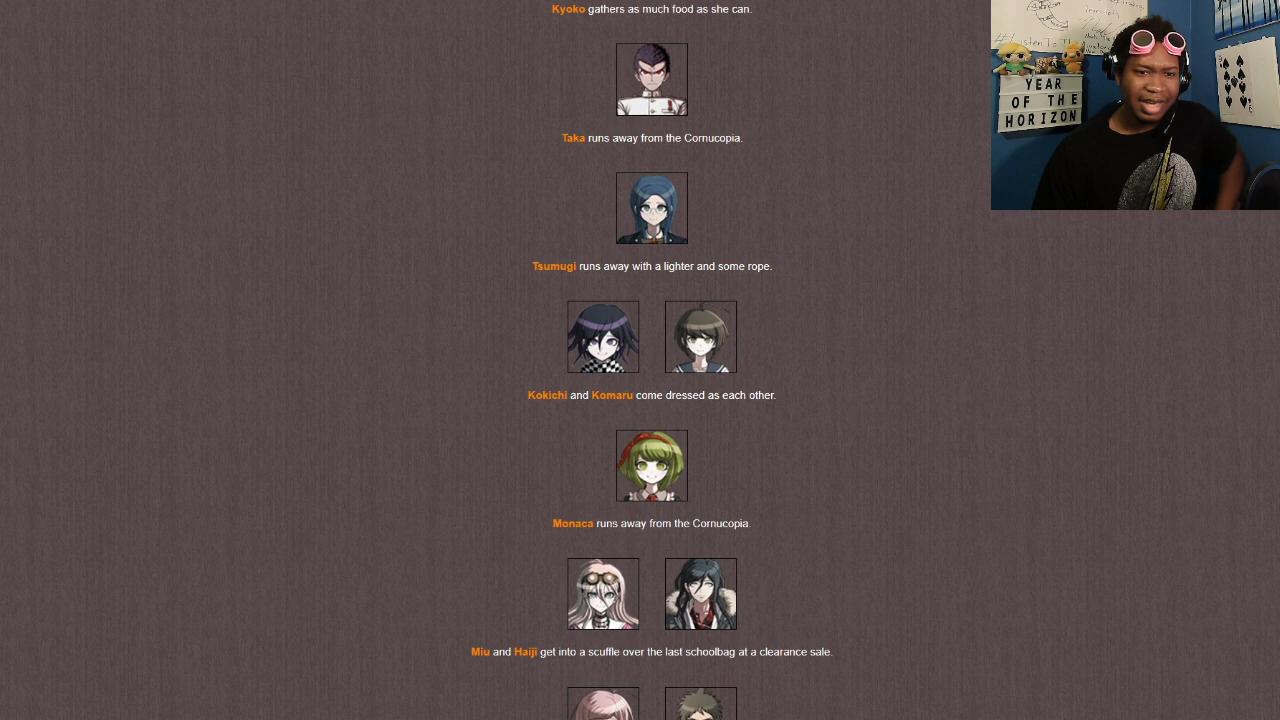 Kyoko gathers as much food as she can.
Taka runs away from the Cornucopia.
Tsumugi runs away with a lighter and some rope.
Kokichi and Komaru come dressed as each other.
Monaca runs away from the Cornucopia.
Miu and Haiji get into a scuffle over the last schoolbag at a clearance sale.
YEAR
OF THE
HORIZON